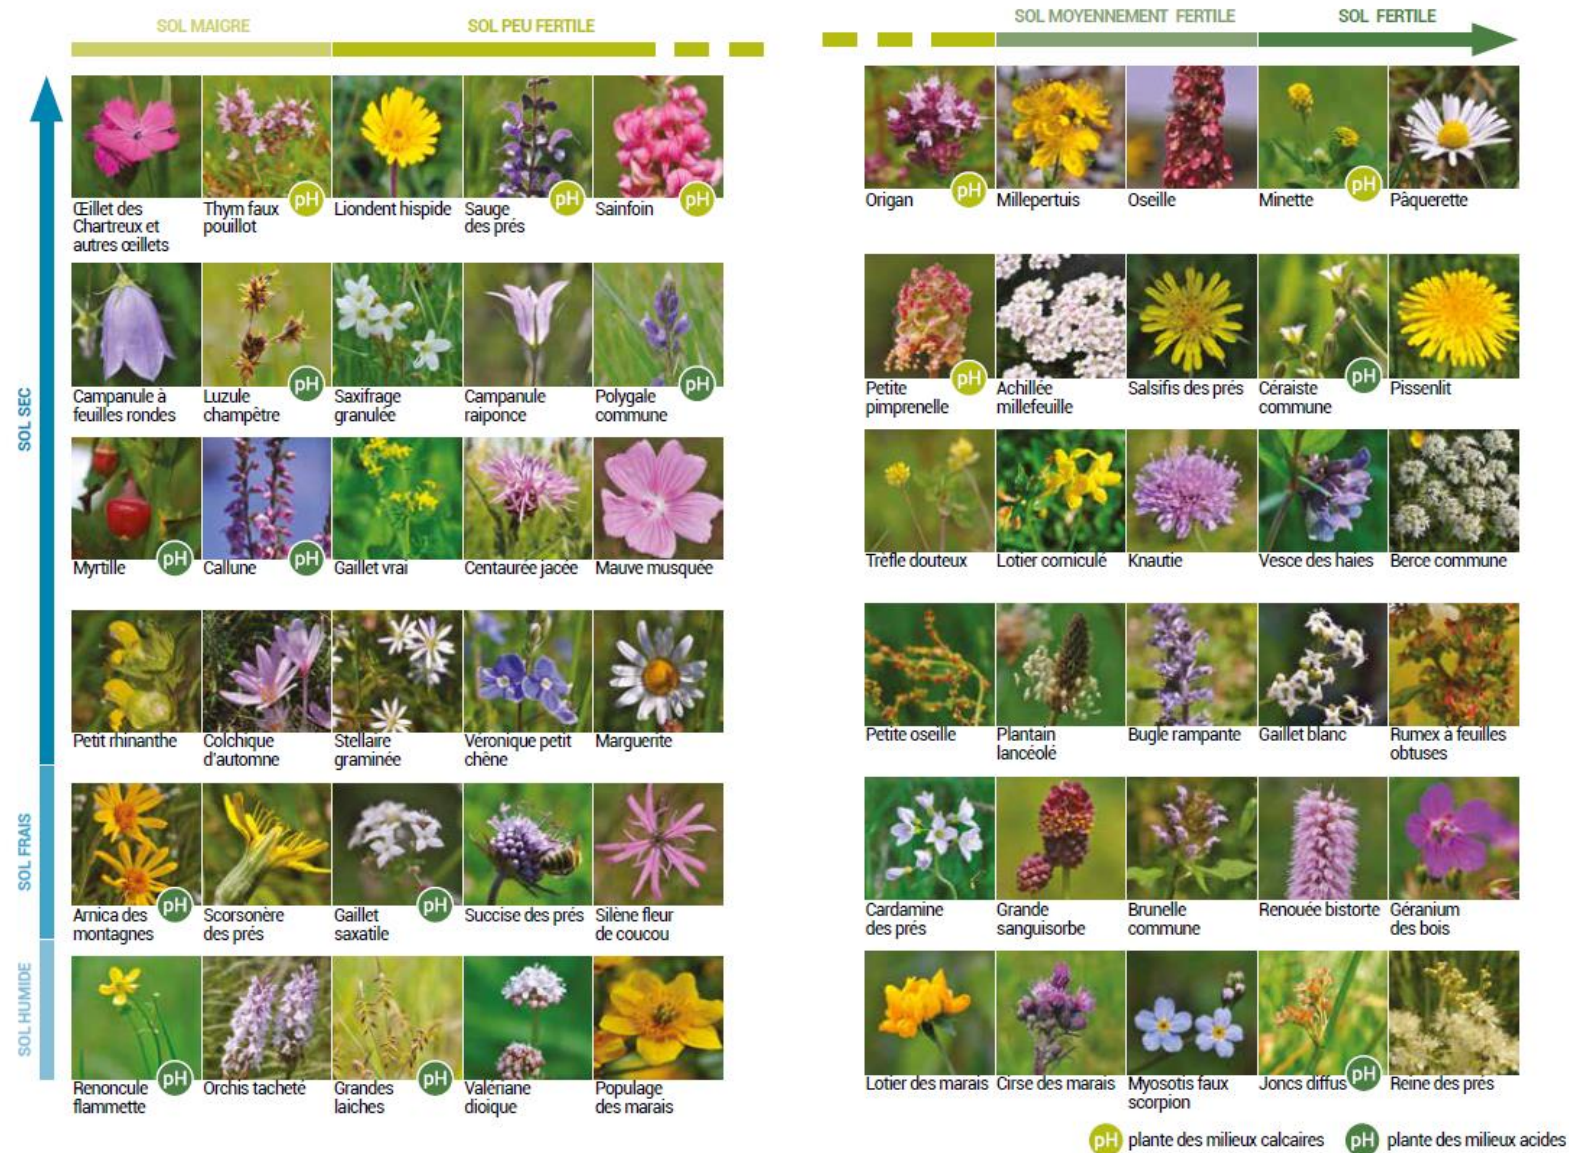 SOL MAIGRE
SOL PEU FERTILE
SOL MOYENNEMENT FERTILE
SOL FERTILE
SOL SEC
SOL FRAIS
SOL HUMIDE
Œillet des
Chartreux et
autres œillets
Thym faux
pouillot
pH
Liondent hispide
Sauge
des prés
pH
Sainfoin
pH
Origan
pH
Millepertuis
Oseille
Minette
pH
Pâquerette
Campanule à
feuilles rondes
Luzule
champètre
pH
Saxifrage
granulée
Campanule
raiponce
Polygale
commune
pH
Petite
pimprenelle
pH
Achillée
millefeuille
Salsifis des prés
Céraiste
commune
pH
Pissenlit
Myrtille
pH
Callune
pH
Gaillet vrai
Centaurée jacée
Mauve musquée
Trèfle douteux
Lotier corniculé
Knautie
Vesce des haies
Berce commune
Petit rhinanthe
Colchique
d'automne
Stellaire
graminée
Véronique petit
chêne
Marguerite
Petite oseille
Plantain
lancéolé
Bugle rampante
Gaillet blanc
Rumex à feuilles
obtuses
Arnica des
montagnes
pH
Scorsonère
des prés
Gaillet
saxatile
pH
Succise des prés
Silène fleur
de coucou
Cardamine
des prés
Grande
sanguisorbe
Brunelle
commune
Renouée bistorte
Géranium
des bois
Renoncule
flammette
pH
Orchis tacheté
Grandes
laiches
pH
Valériane
dioique
Populage
des marais
Lotier des marais
Cirse des marais
Myosotis faux
scorpion
Joncs diffus
pH
Reine des prés
pH plante des milieux calcaires
pH plante des milieux acides